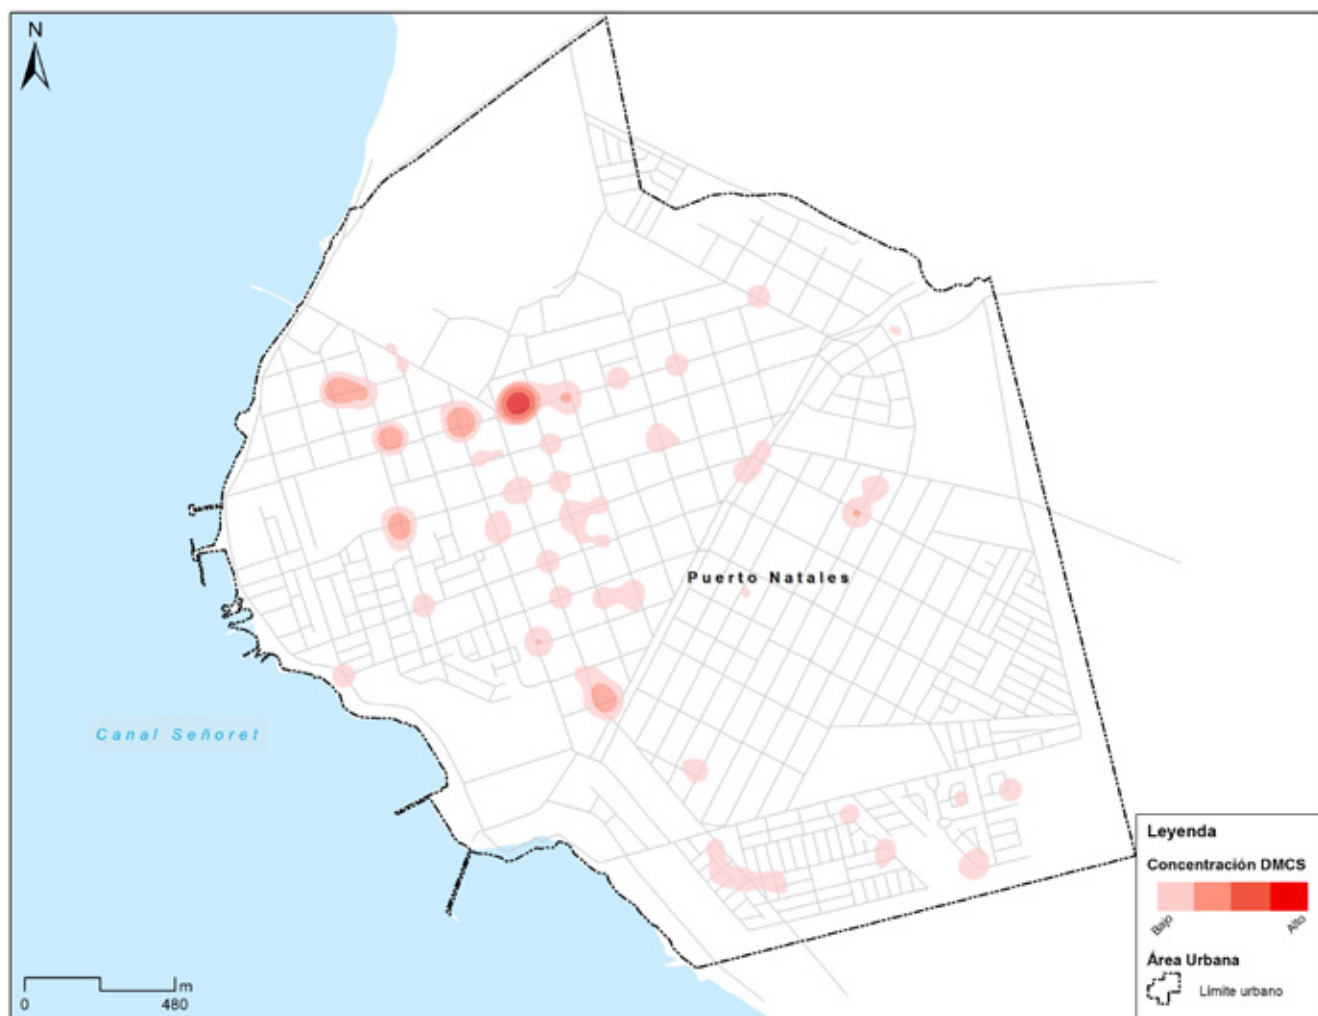 N
Puerto Natales
Canal Señoret
Leyenda
Concentración DMCS
Bajo
Alto
Área Urbana
Límite urbano
m
0
480